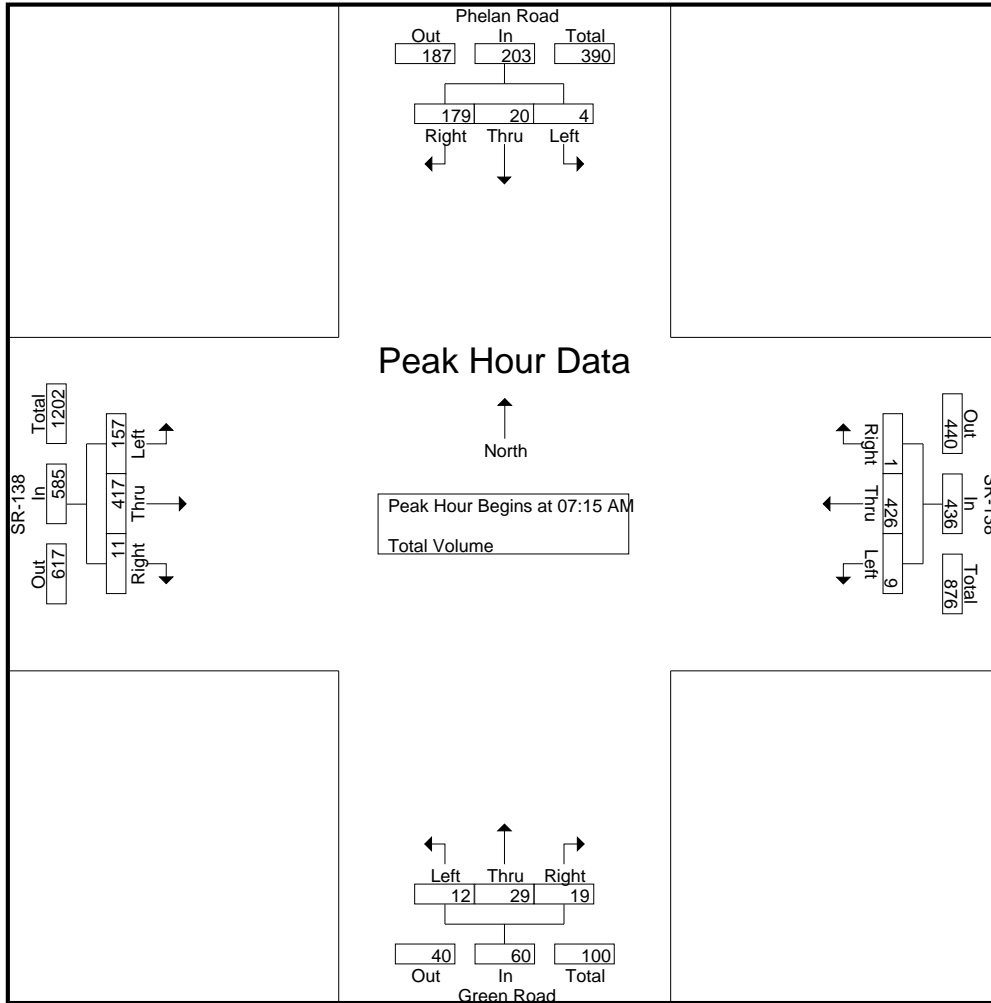 Phelan Road
Out In Total
187 203 390
179 20 4
Right Thru Left
Peak Hour Data
North
Peak Hour Begins at 07:15 AM
Total Volume
SR-138
Total In Out
1202 585 617
157 417 11
Left Thru Right
Right Thru Left
1 426 9
Out In Total
440 436 876
SR-138
Left Thru Right
12 29 19
40 60 100
Out In Total
Green Road